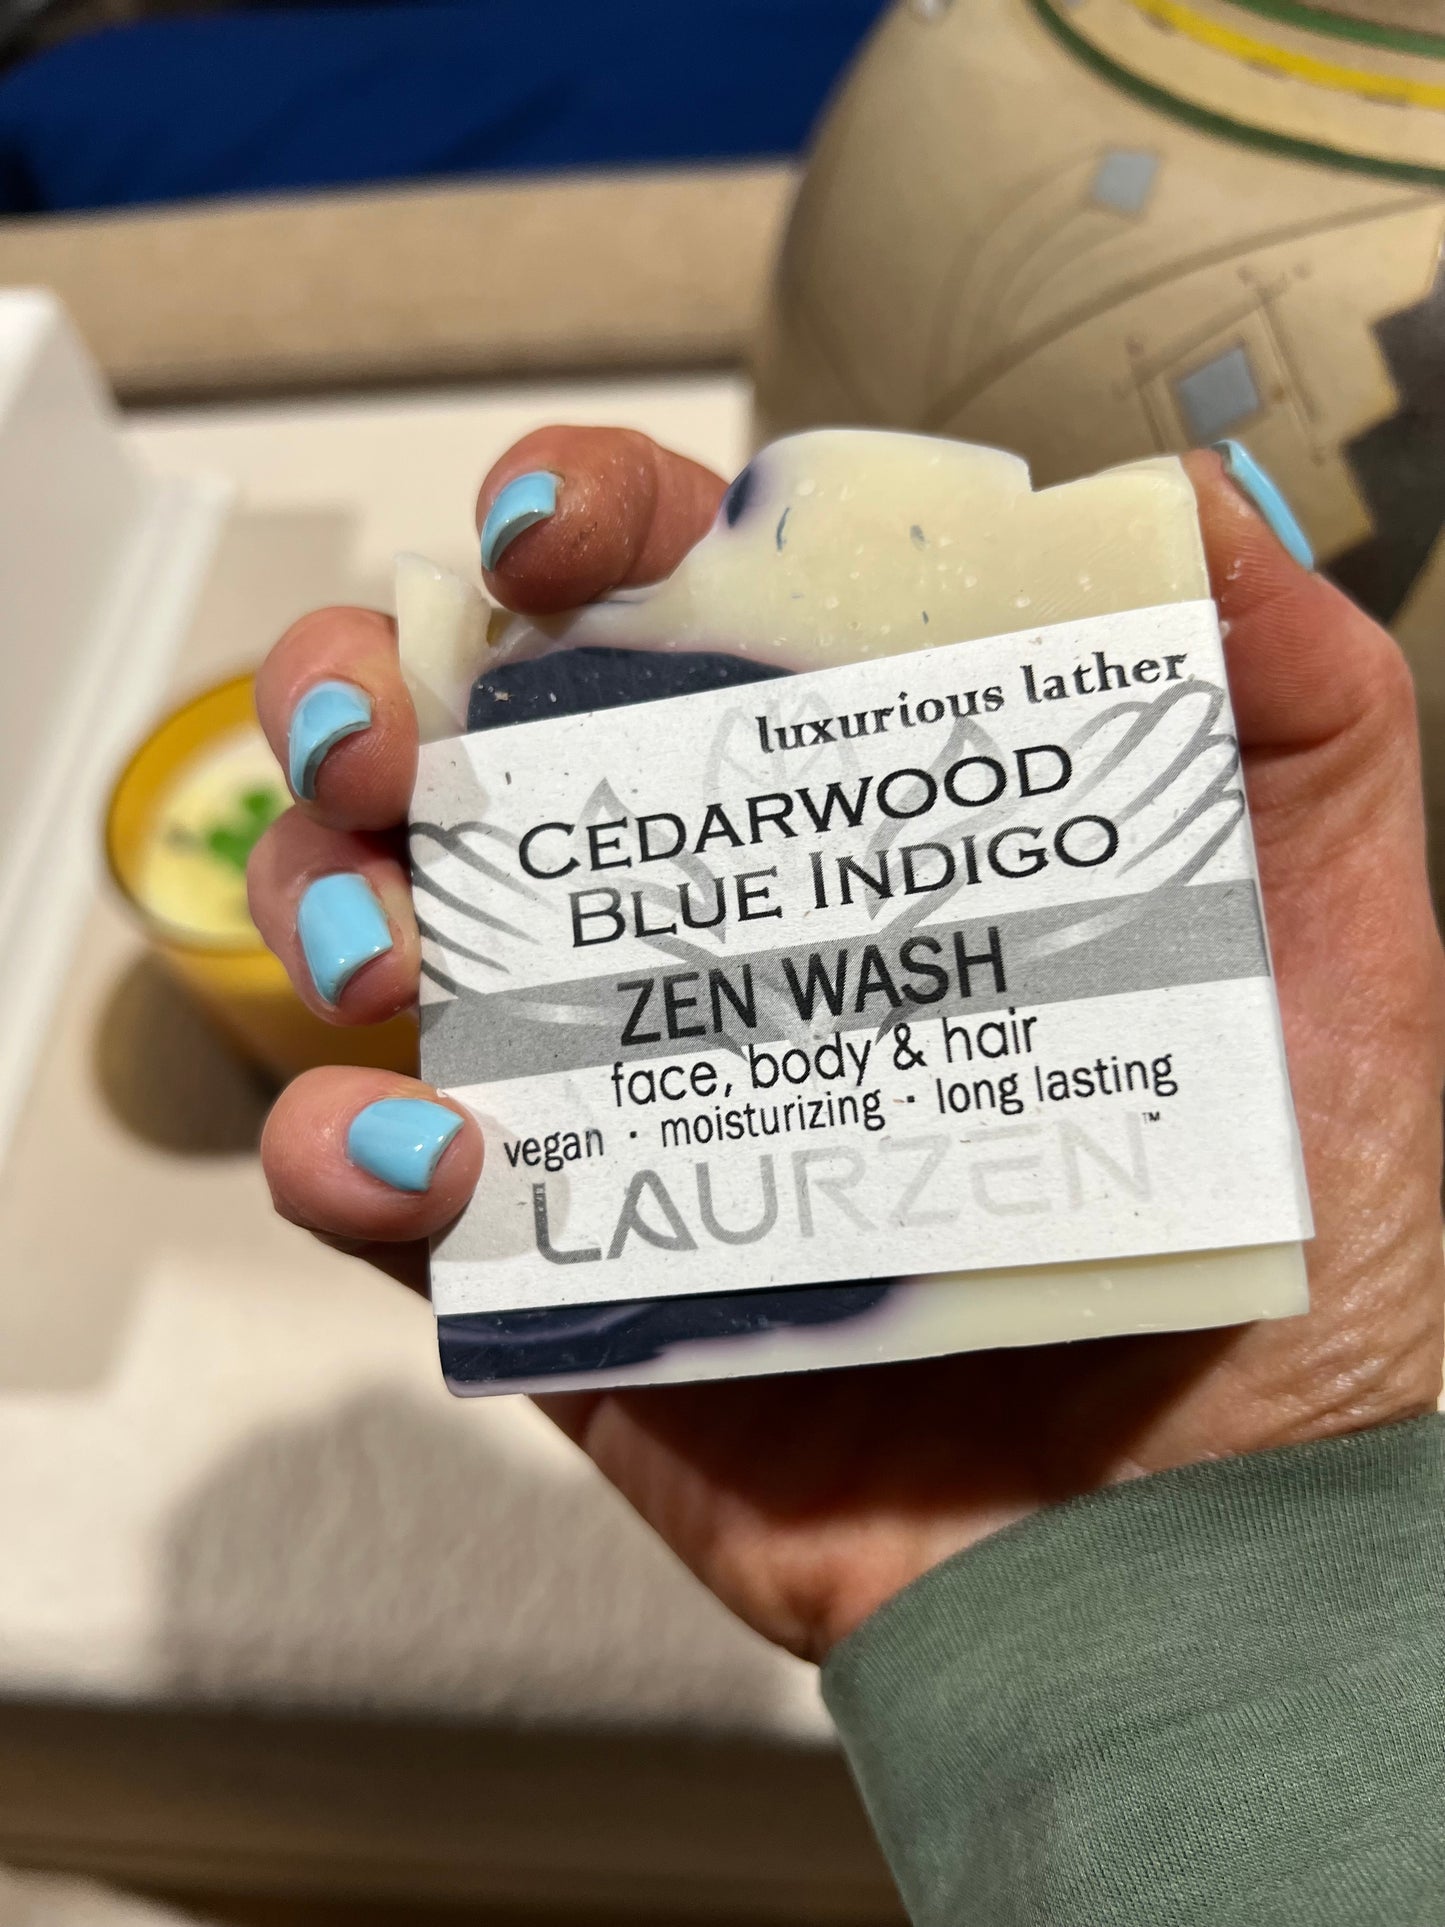 luxurious lather
CEDARWOOD
BLUE INDIGO
ZEN WASH
face, body & hair
vegan · moisturizing · long lasting
LAURZEN™